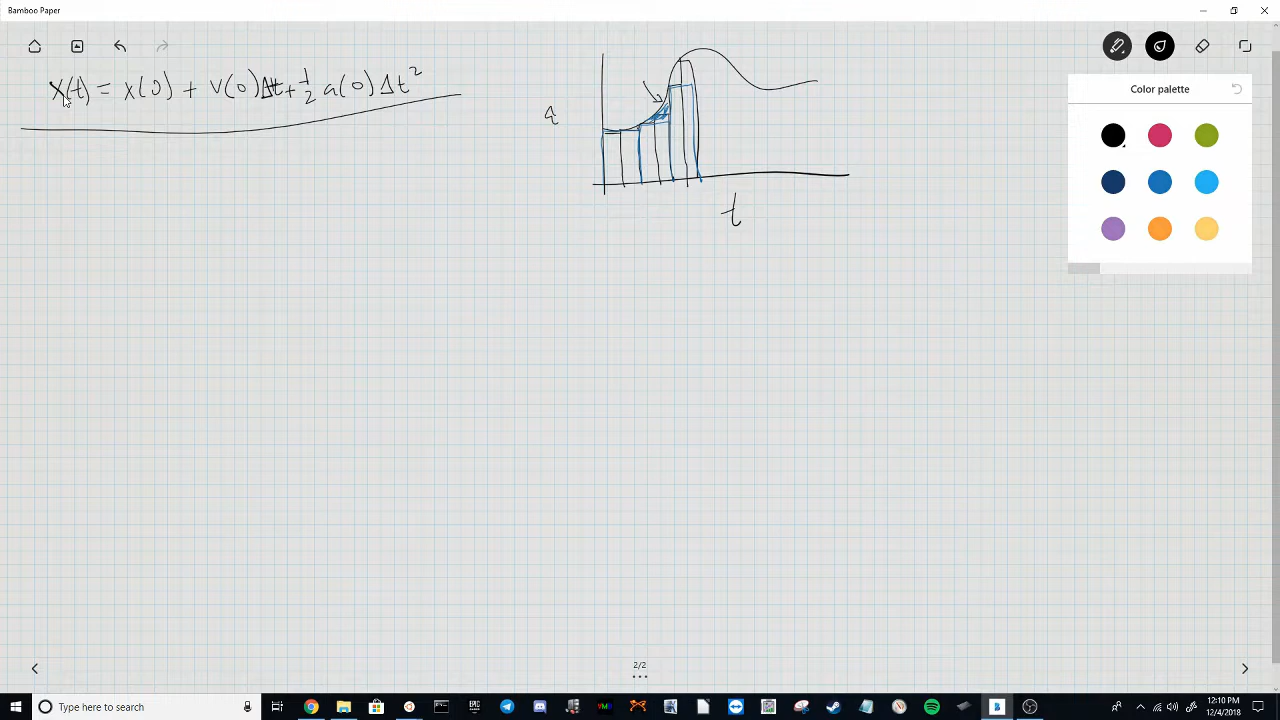 Bamboo Paper
x(t) = x(0) + v(0)Δt + 1/2 a(0) Δt²
a
t
Color palette
2/2
Type here to search
12:10 PM
12/4/2018